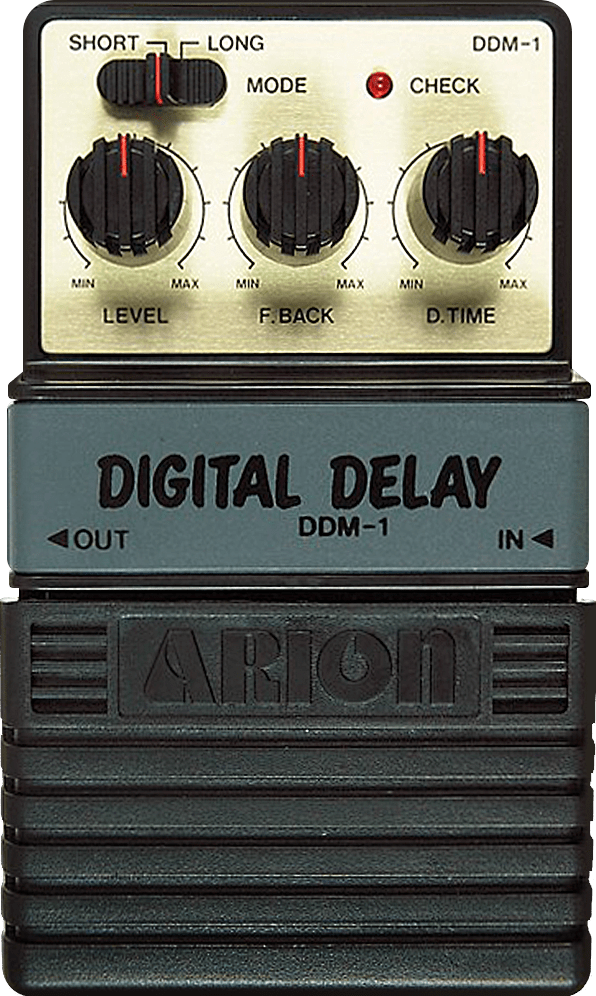 SHORT LONG DDM-1
MODE CHECK
MIN MAX MIN MAX MIN MAX
LEVEL F.BACK D.TIME
DIGITAL DELAY
DDM-1
◀OUT IN◀
ARION